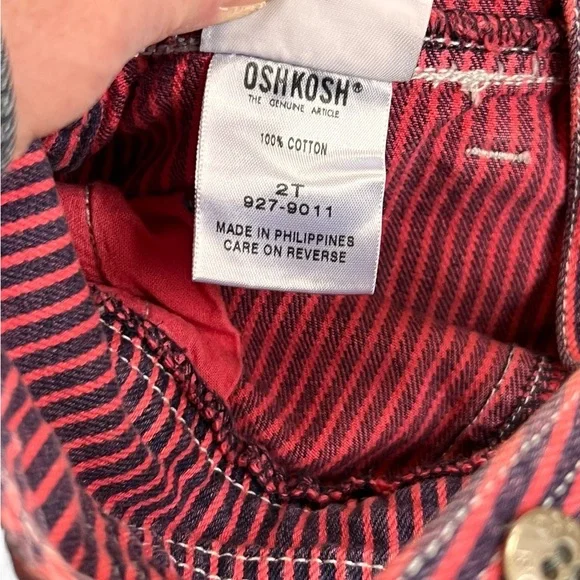 OSHKOSH®
THE GENUINE ARTICLE
100% COTTON
2T
927-9011
MADE IN PHILIPPINES
CARE ON REVERSE